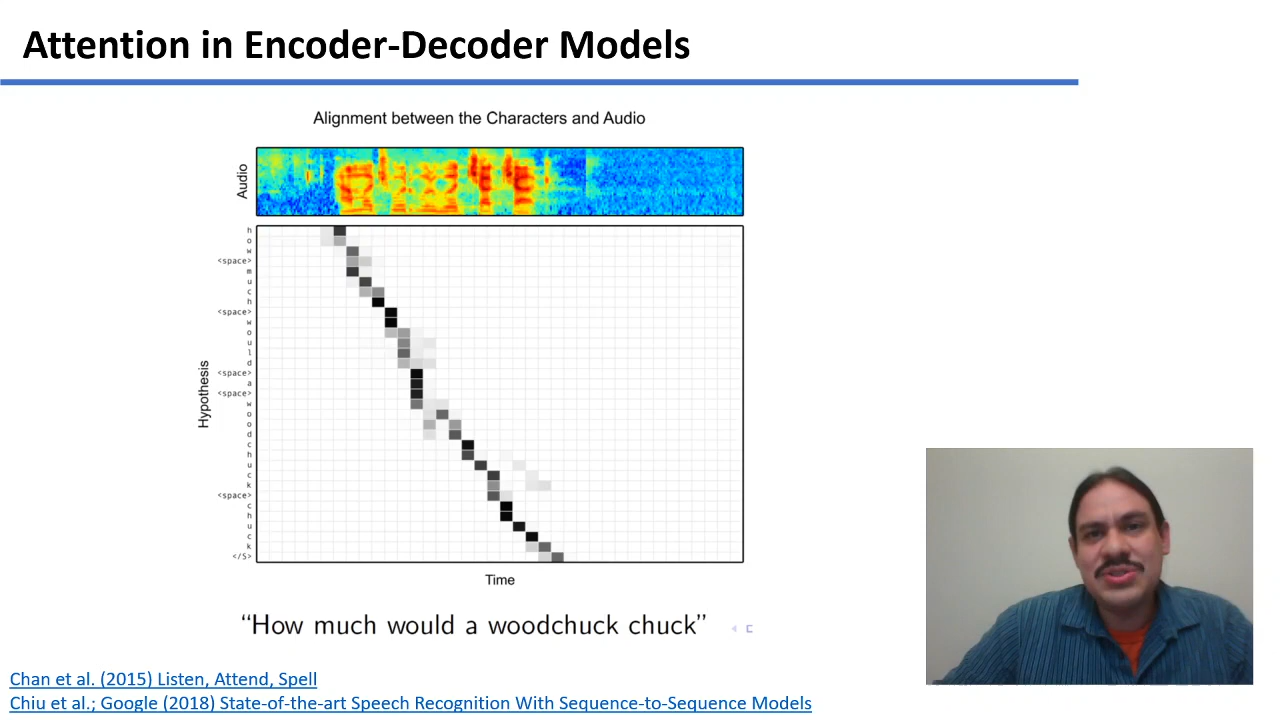 Attention in Encoder-Decoder Models
Alignment between the Characters and Audio
Audio
Hypothesis
h
o
w
<space>
m
u
c
h
<space>
w
o
u
l
d
<space>
a
<space>
w
o
o
d
c
h
u
c
k
<space>
c
h
u
c
k
</S>
Time
“How much would a woodchuck chuck”
Chan et al. (2015) Listen, Attend, Spell
Chiu et al.; Google (2018) State-of-the-art Speech Recognition With Sequence-to-Sequence Models